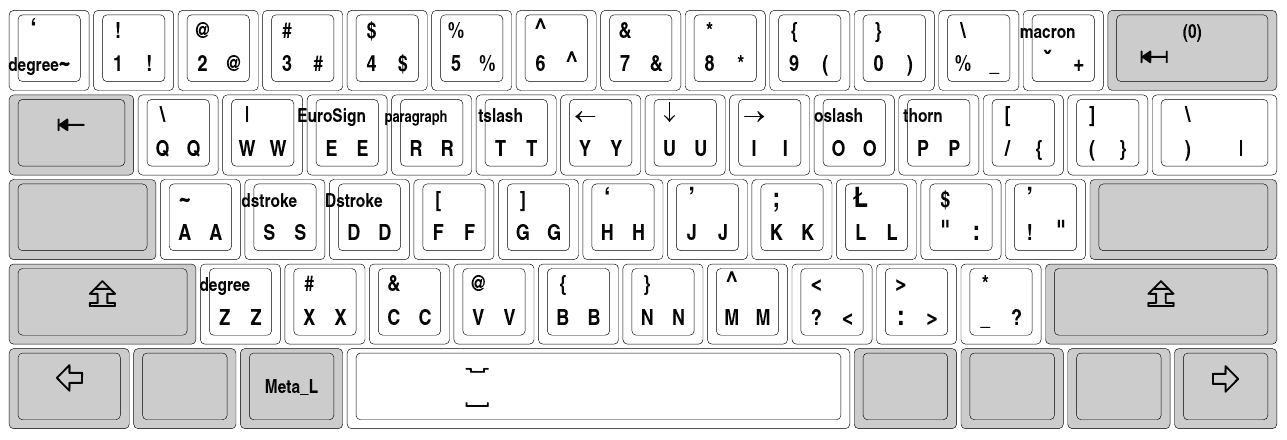 ‘ ! @ # $ % ^ & * { } \ macron (0)
degree~ 1 ! 2 @ 3 # 4 $ 5 % 6 ^ 7 & 8 * 9 ( 0 ) % _ ˇ +
\ | EuroSign paragraph tslash ← ↓ → oslash thorn [ ] \
Q Q W W E E R R T T Y Y U U I I O O P P / { ( } ) |
~ dstroke Dstroke [ ] ‘ ’ ; Ł $ ’
A A S S D D F F G G H H J J K K L L " : ! "
degree # & @ { } ^ < > *
Z Z X X C C V V B B N N M M ? < : > _ ?
Meta_L